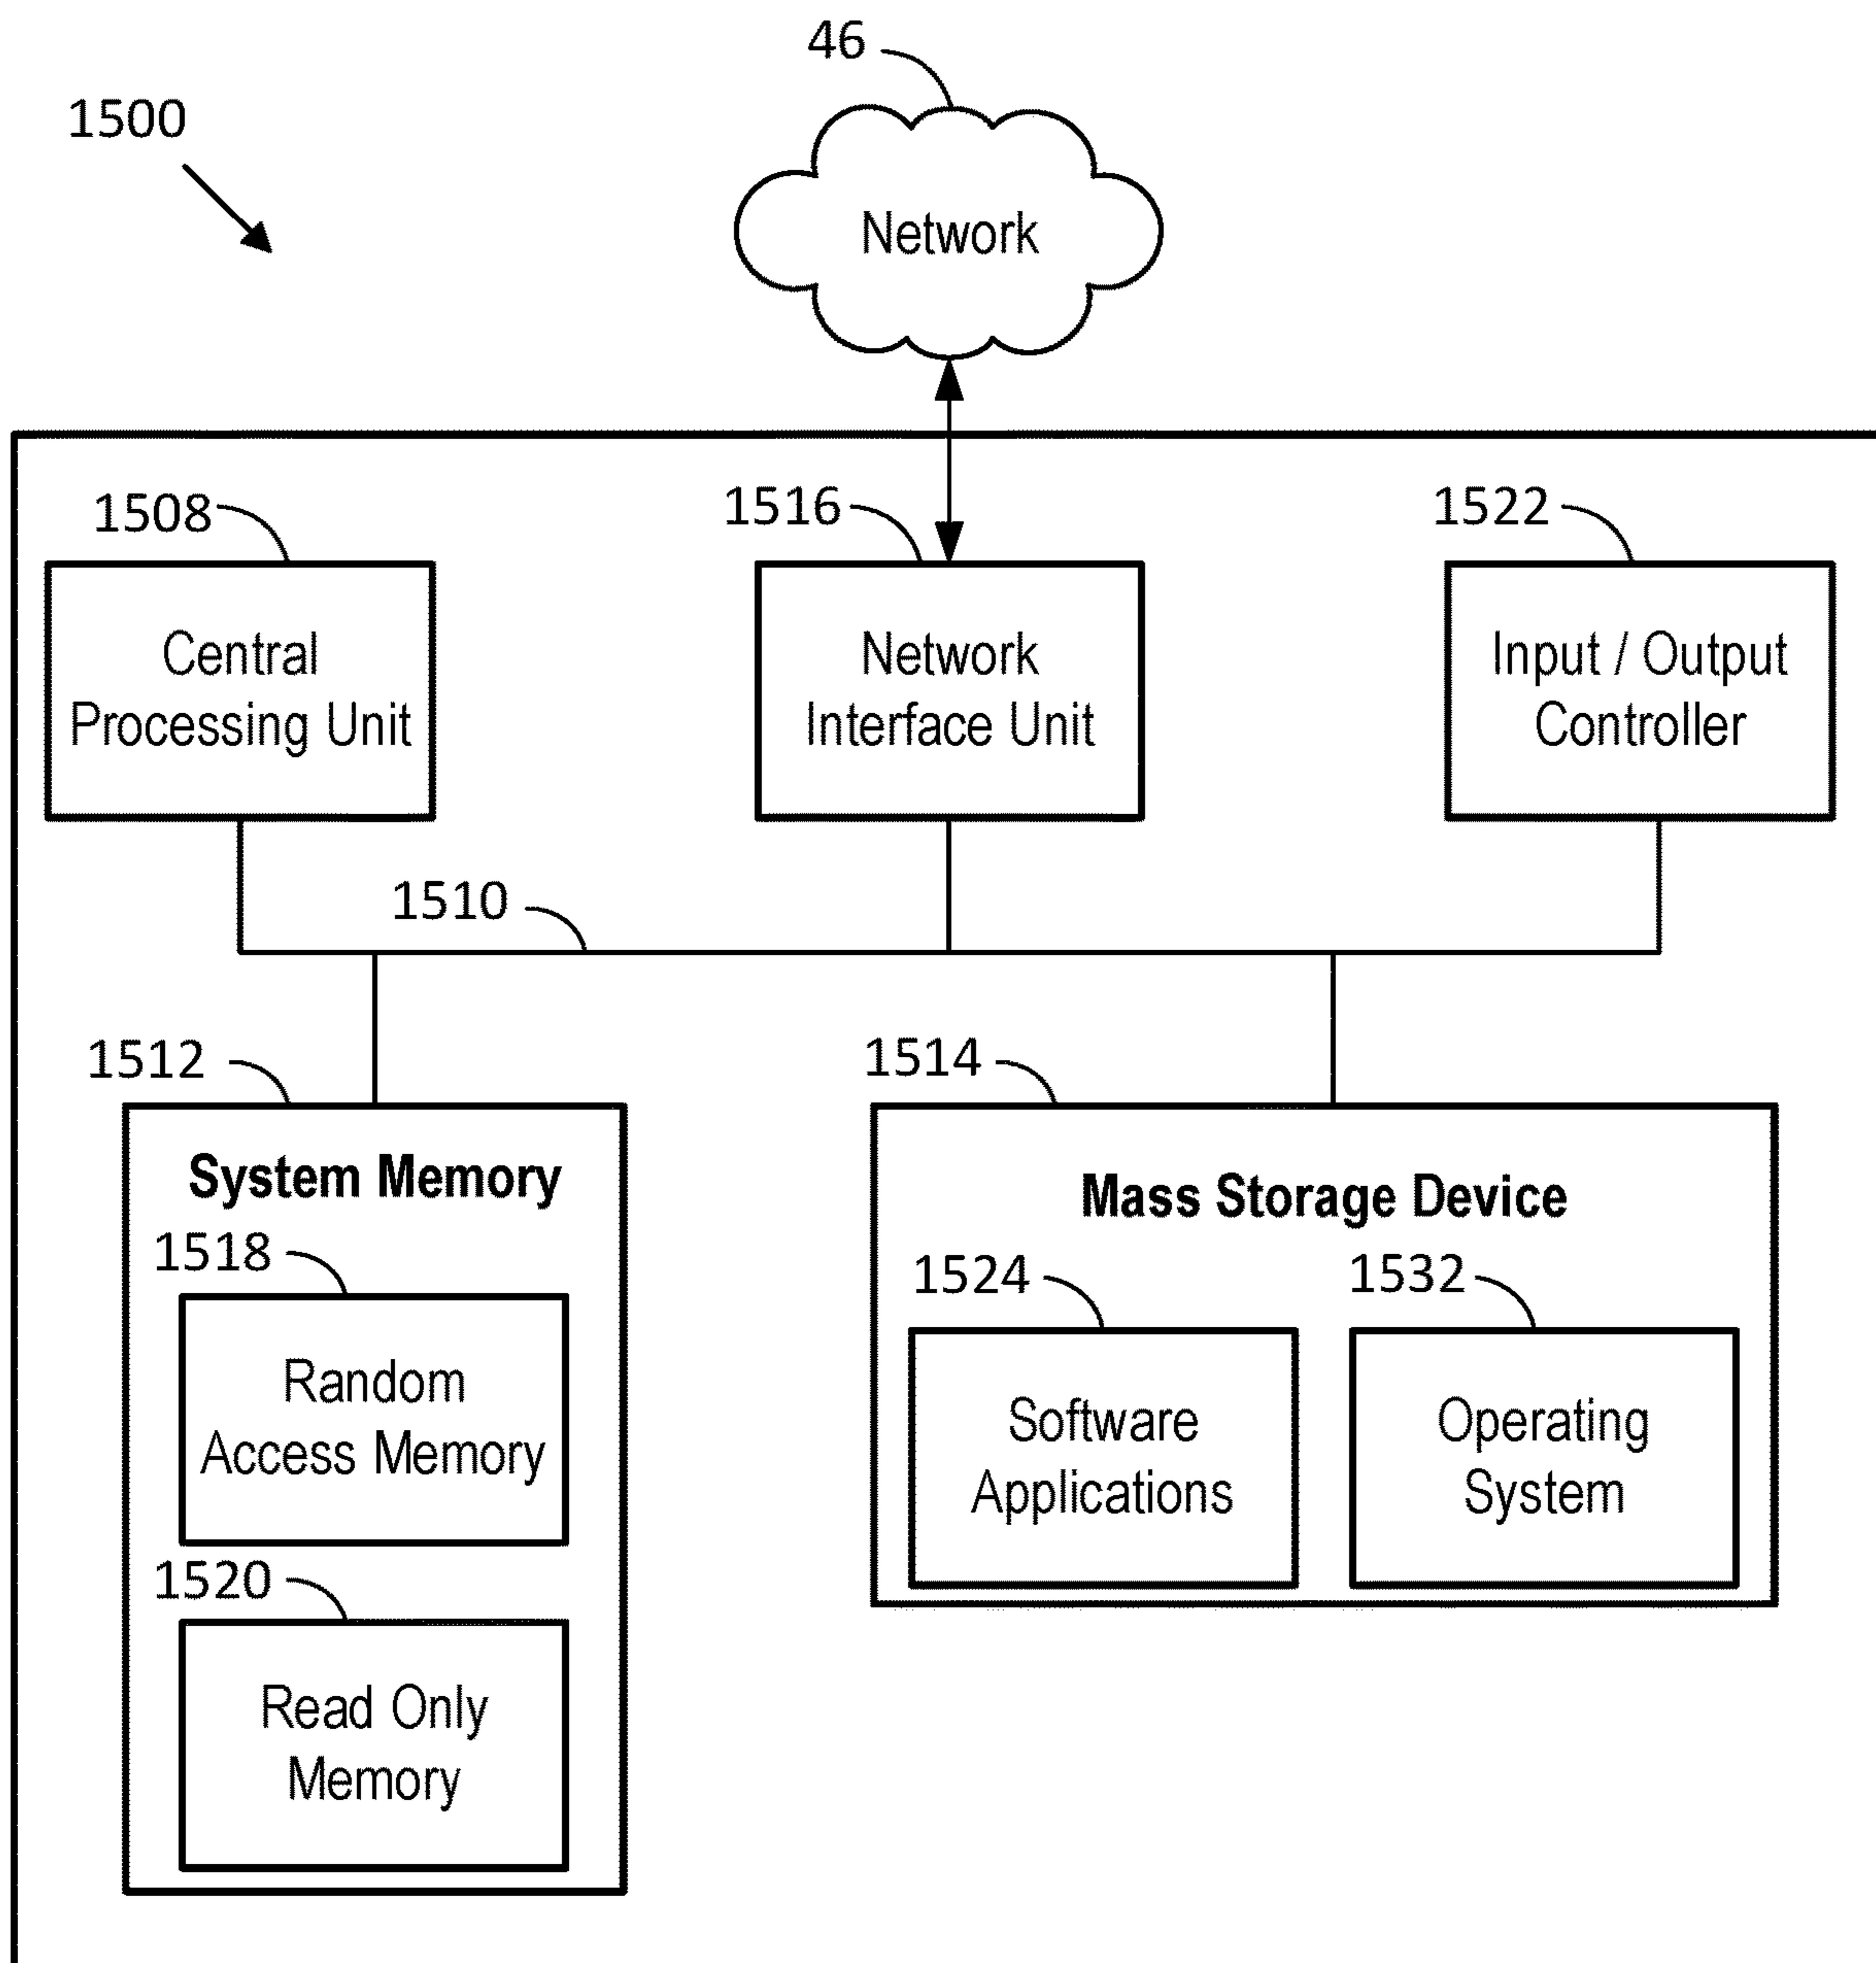 46
1500
Network
1508
1516
1522
Central
Processing Unit
Network
Interface Unit
Input / Output
Controller
1510
1512
1514
System Memory
Mass Storage Device
1518
1524
1532
Random
Access Memory
Software
Applications
Operating
System
1520
Read Only
Memory